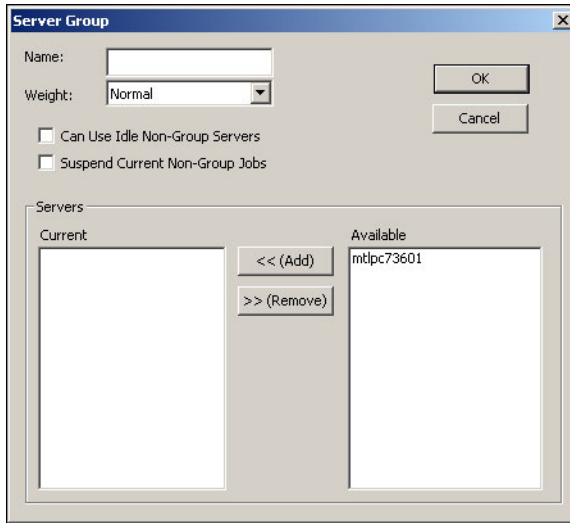 Server Group
Name:
OK
Weight: Normal
Cancel
Can Use Idle Non-Group Servers
Suspend Current Non-Group Jobs
Servers
Current
Available
<< (Add)
mtlpc73601
>> (Remove)